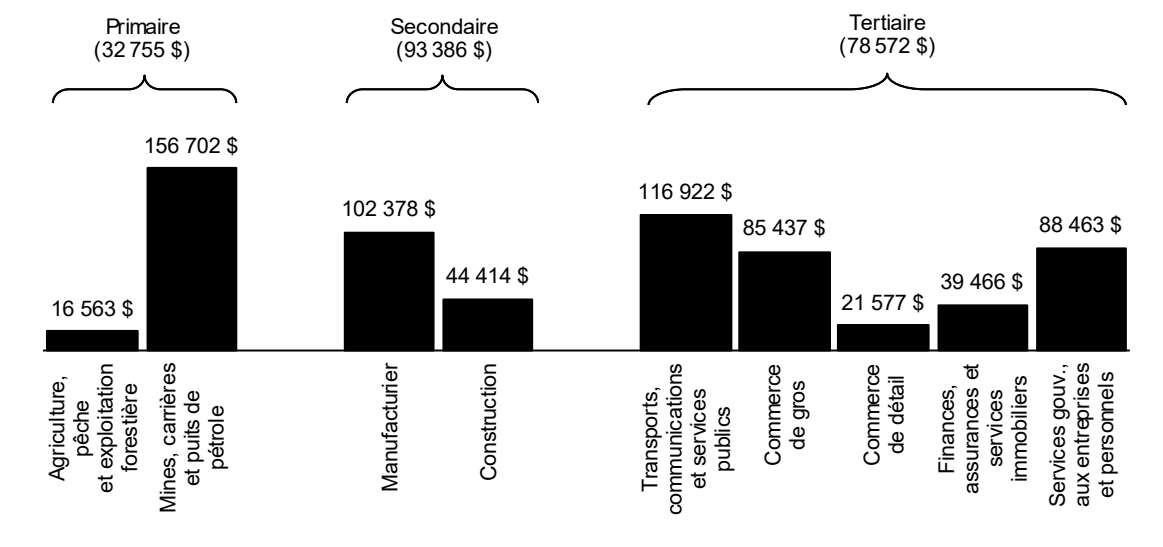 Primaire
(32 755 $)
Secondaire
(93 386 $)
Tertiaire
(78 572 $)
156 702 $
16 563 $
102 378 $
44 414 $
116 922 $
85 437 $
21 577 $
39 466 $
88 463 $
Agriculture,
pêche
et exploitation
forestière
Mines, carrières
et puits de
pétrole
Manufacturier
Construction
Transports,
communications
et services
publics
Commerce
de gros
Commerce
de détail
Finances,
assurances et
services
immobiliers
Services gouv.,
aux entreprises
et personnels